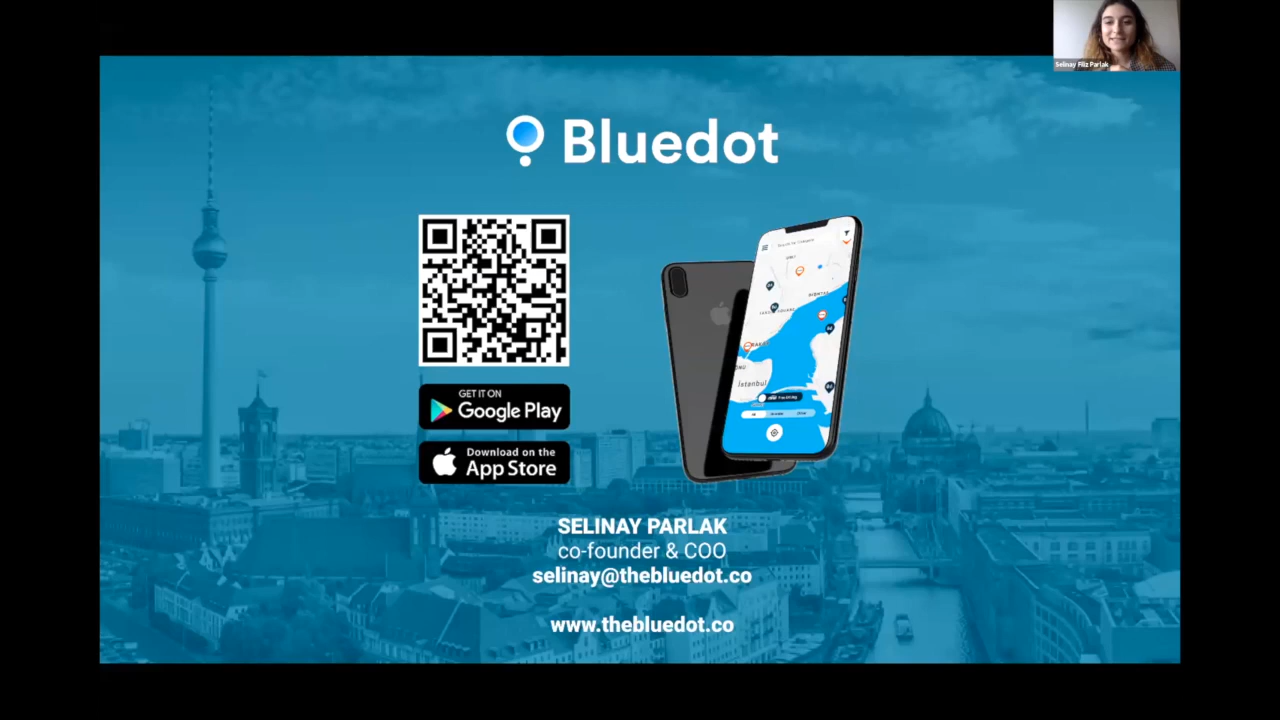 Selinay Filiz Parlak
Bluedot
GET IT ON
Google Play
Download on the
App Store
İstanbul
SELINAY PARLAK
co-founder & COO
selinay@thebluedot.co
www.thebluedot.co